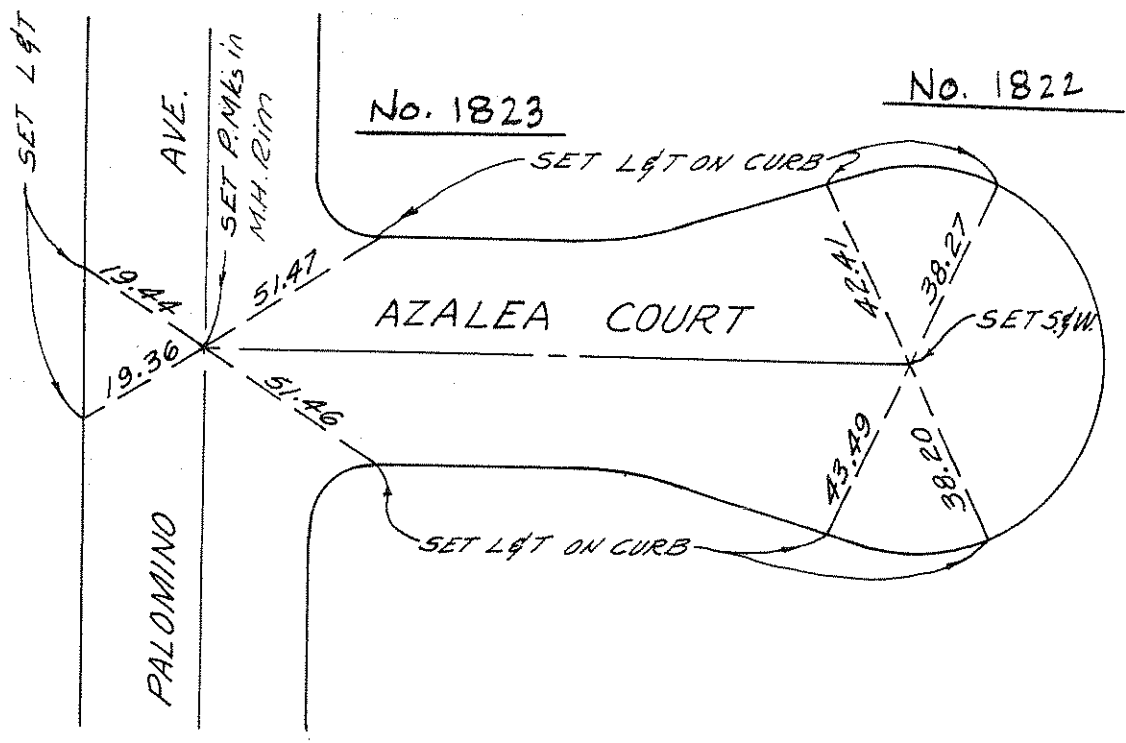 SET L&T
AVE.
SET P.Mks in
M.H. Rim
No. 1823
No. 1822
SET L&T ON CURB
19.44
51.47
42.41
38.27
AZALEA COURT
SET S.&W.
19.36
51.46
43.49
38.20
SET L&T ON CURB
PALOMINO